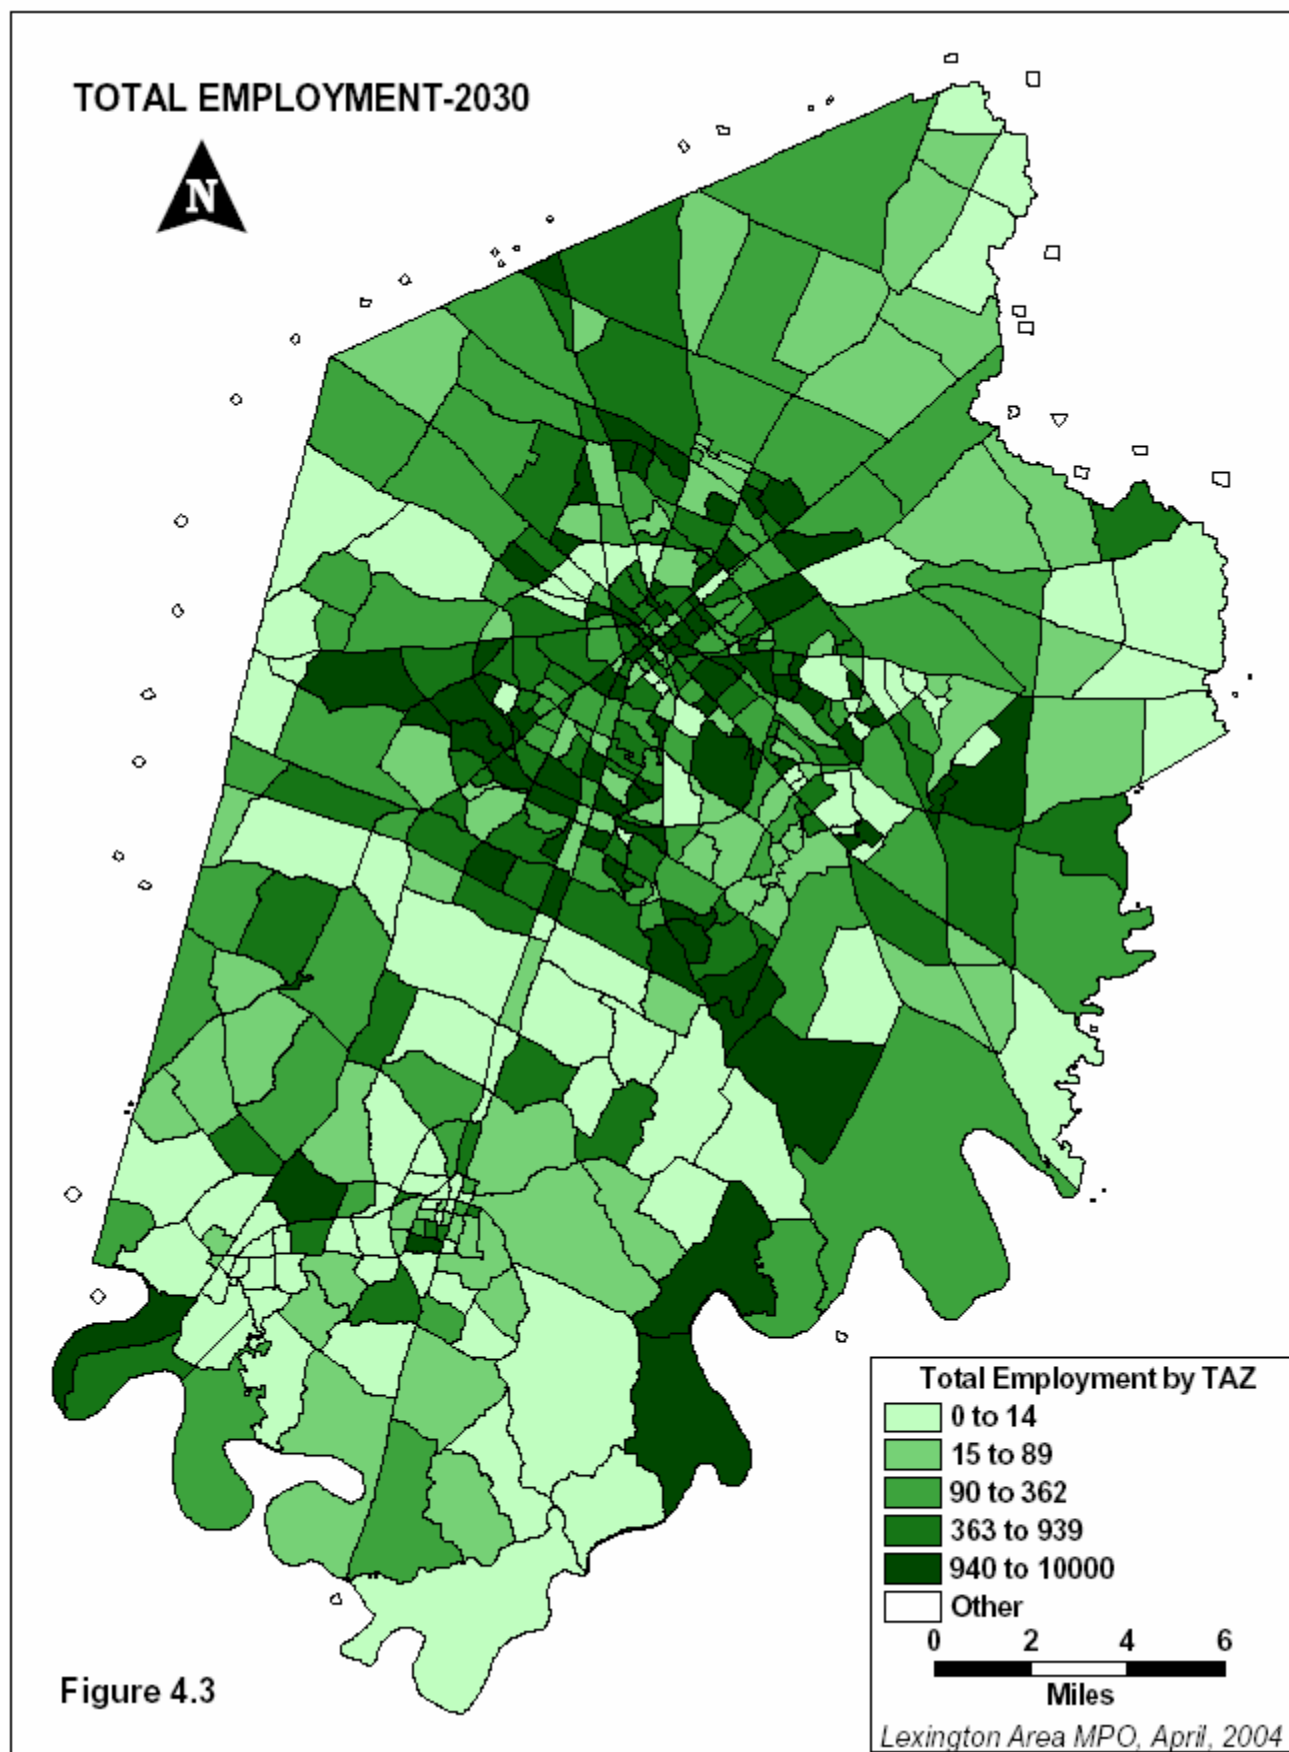 TOTAL EMPLOYMENT-2030
N
Total Employment by TAZ
0 to 14
15 to 89
90 to 362
363 to 939
940 to 10000
Other
0 2 4 6
Miles
Figure 4.3
Lexington Area MPO, April, 2004